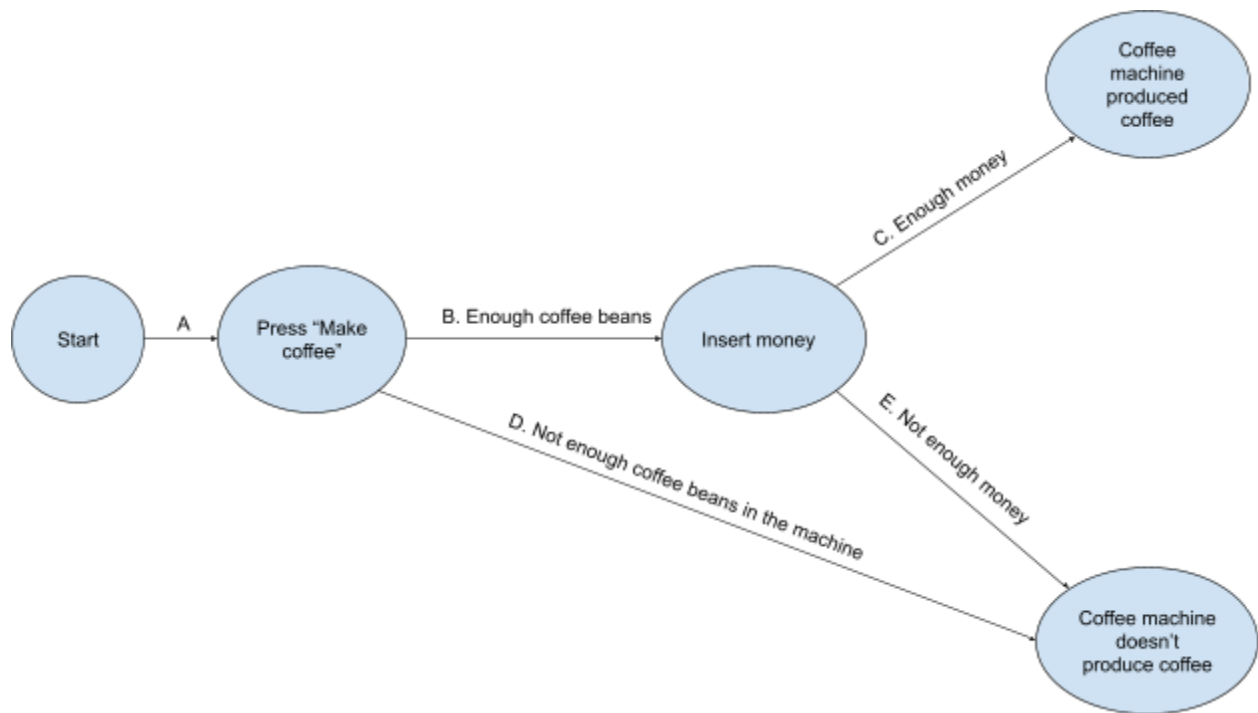 Coffee
machine
produced
coffee
C. Enough money
Start
A
Press “Make
coffee”
B. Enough coffee beans
Insert money
D. Not enough coffee beans in the machine
E. Not enough money
Coffee machine
doesn’t
produce coffee